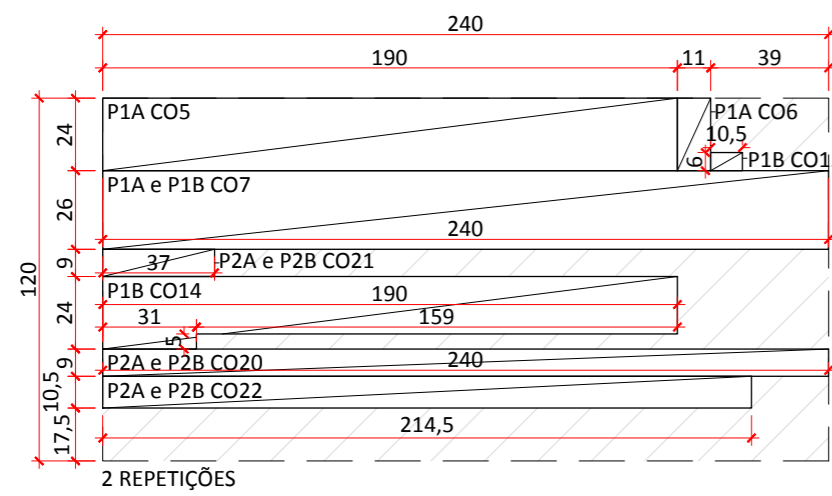 240
190 11 39
P1A CO5 P1A CO6
24 10,5
6 P1B CO1
P1A e P1B CO7
26
240
9 37 P2A e P2B CO21
120
P1B CO14 190
24 31 159
5
9 P2A e P2B CO20 240
10,5 P2A e P2B CO22
17,5 214,5
2 REPETIÇÕES